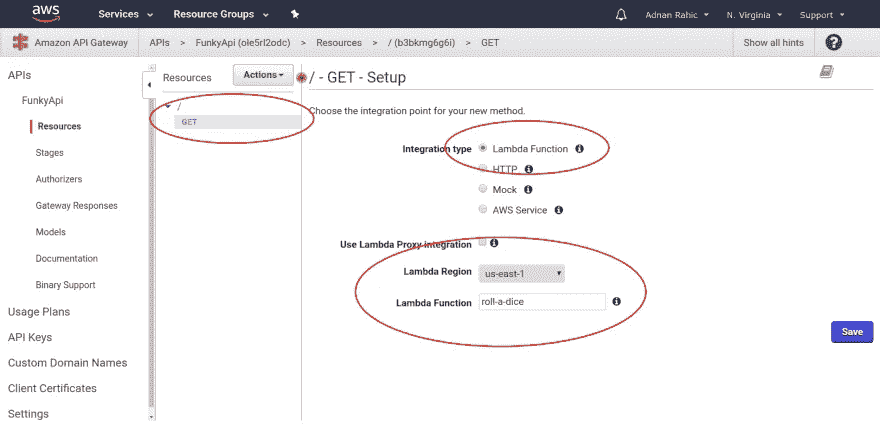 aws Services Resource Groups Adnan Rahic N. Virginia Support
Amazon API Gateway APIs > FunkyApi (ole5rl2odc) > Resources > / (b3bkmg6g6i) > GET Show all hints ?
APIs
FunkyApi
Resources
Stages
Authorizers
Gateway Responses
Models
Documentation
Binary Support
Usage Plans
API Keys
Custom Domain Names
Client Certificates
Settings
Resources Actions
/
GET
/ - GET - Setup
Choose the integration point for your new method.
Integration type Lambda Function
HTTP
Mock
AWS Service
Use Lambda Proxy integration
Lambda Region us-east-1
Lambda Function roll-a-dice
Save